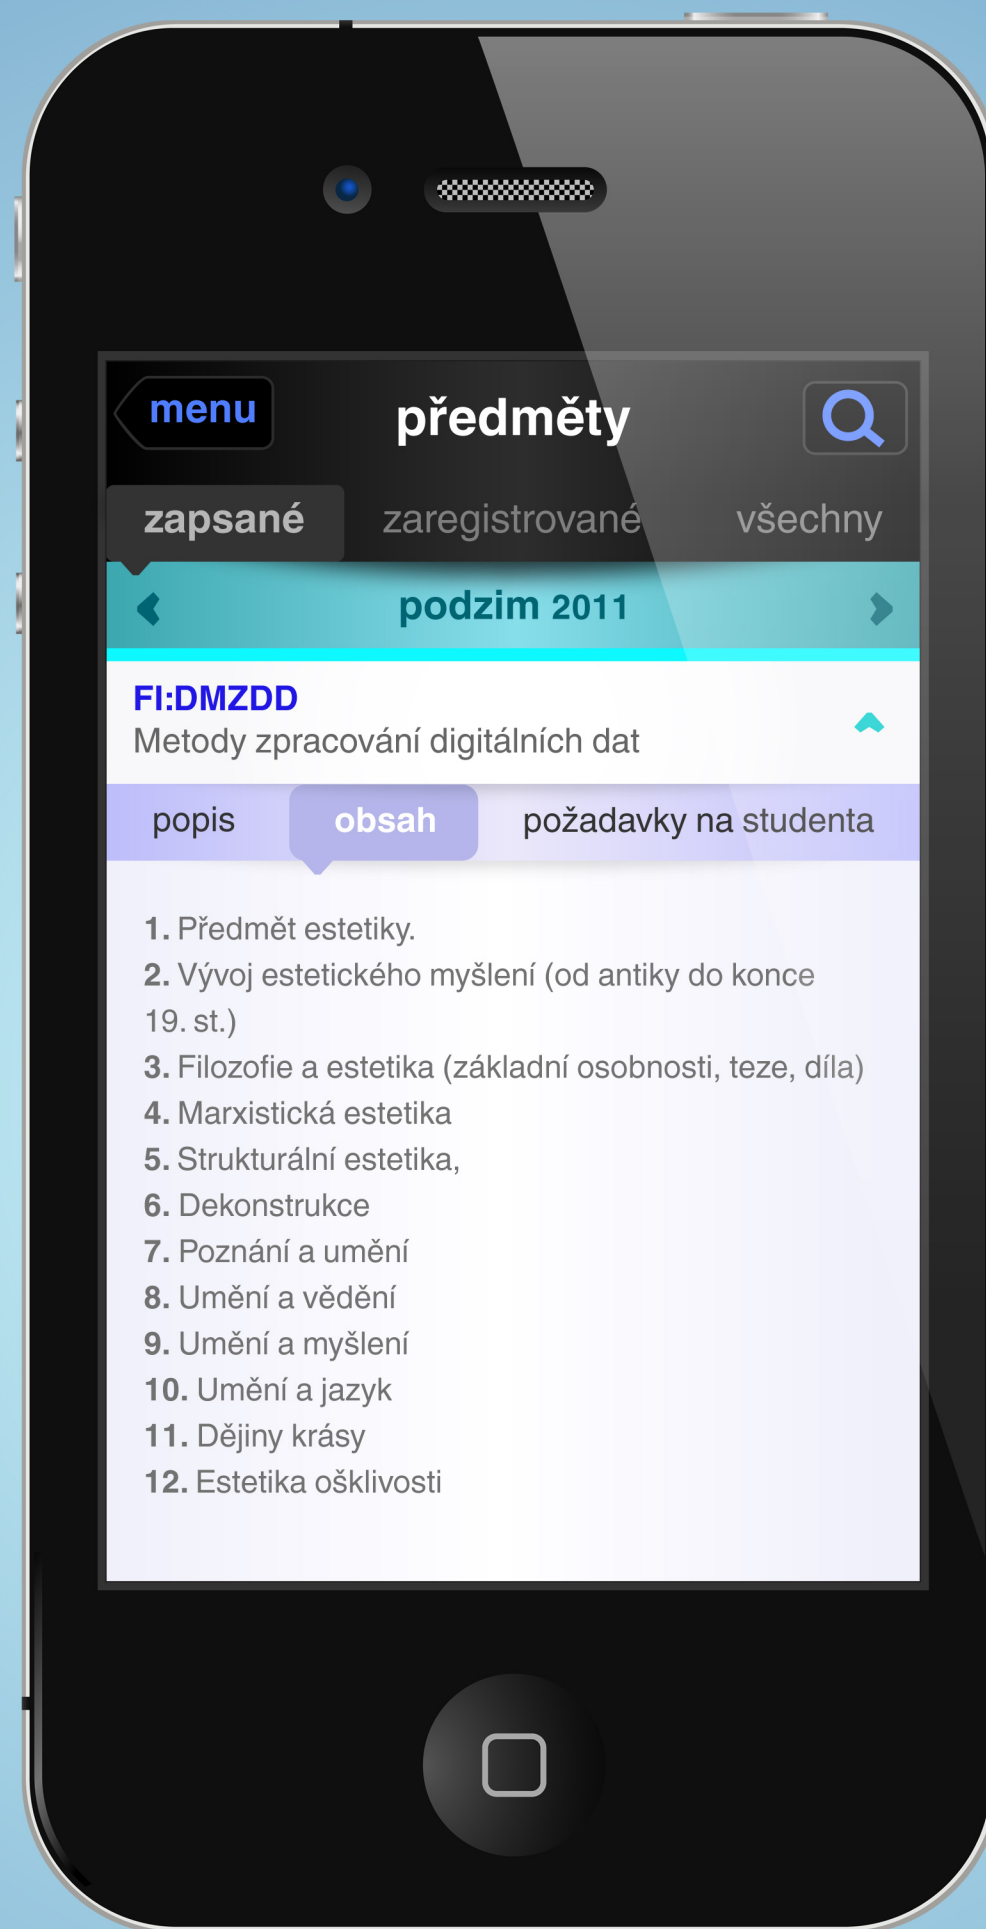 menu
předměty
zapsané zaregistrované všechny
podzim 2011
FI:DMZDD
Metody zpracování digitálních dat
popis obsah požadavky na studenta
1. Předmět estetiky.
2. Vývoj estetického myšlení (od antiky do konce
19. st.)
3. Filozofie a estetika (základní osobnosti, teze, díla)
4. Marxistická estetika
5. Strukturální estetika,
6. Dekonstrukce
7. Poznání a umění
8. Umění a vědění
9. Umění a myšlení
10. Umění a jazyk
11. Dějiny krásy
12. Estetika ošklivosti